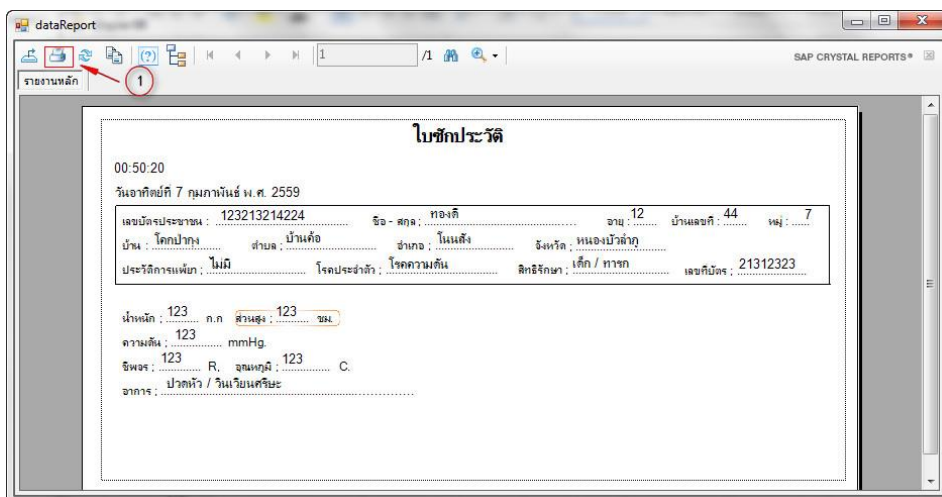 dataReport
1 /1 SAP CRYSTAL REPORTS®
รายงานหลัก
1
ใบซักประวัติ
00:50:20
วันอาทิตย์ที่ 7 กุมภาพันธ์ พ.ศ. 2559
เลขบัตรประชาชน : 123213214224 ชื่อ - สกุล : ทองดี อายุ : 12 บ้านเลขที่ : 44 หมู่ : 7
บ้าน : โคกป่ากุง ตำบล : บ้านค้อ อำเภอ : โนนสัง จังหวัด : หนองบัวลำภู
ประวัติการแพ้ยา : ไม่มี โรคประจำตัว : โรคความดัน สิทธิรักษา : เด็ก / ทารก เลขที่บัตร : 21312323
น้ำหนัก : 123 ก.ก ส่วนสูง : 123 ซม.
ความดัน : 123 mmHg.
ชีพจร : 123 R, อุณหภูมิ : 123 C.
อาการ : ปวดหัว / วินเวียนศรีษะ